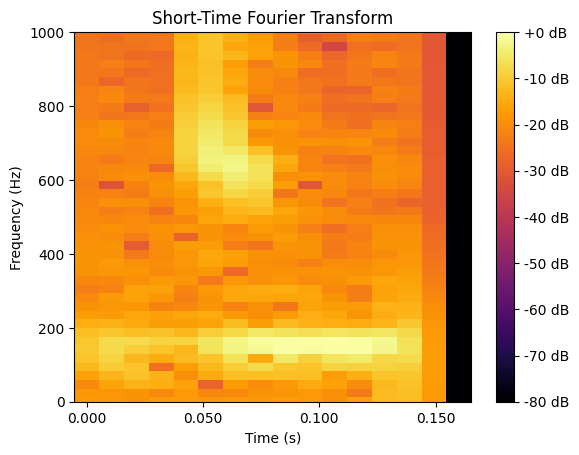 Short-Time Fourier Transform
1000
800
600
400
200
0
Frequency (Hz)
0.000
0.050
0.100
0.150
Time (s)
+0 dB
-10 dB
-20 dB
-30 dB
-40 dB
-50 dB
-60 dB
-70 dB
-80 dB